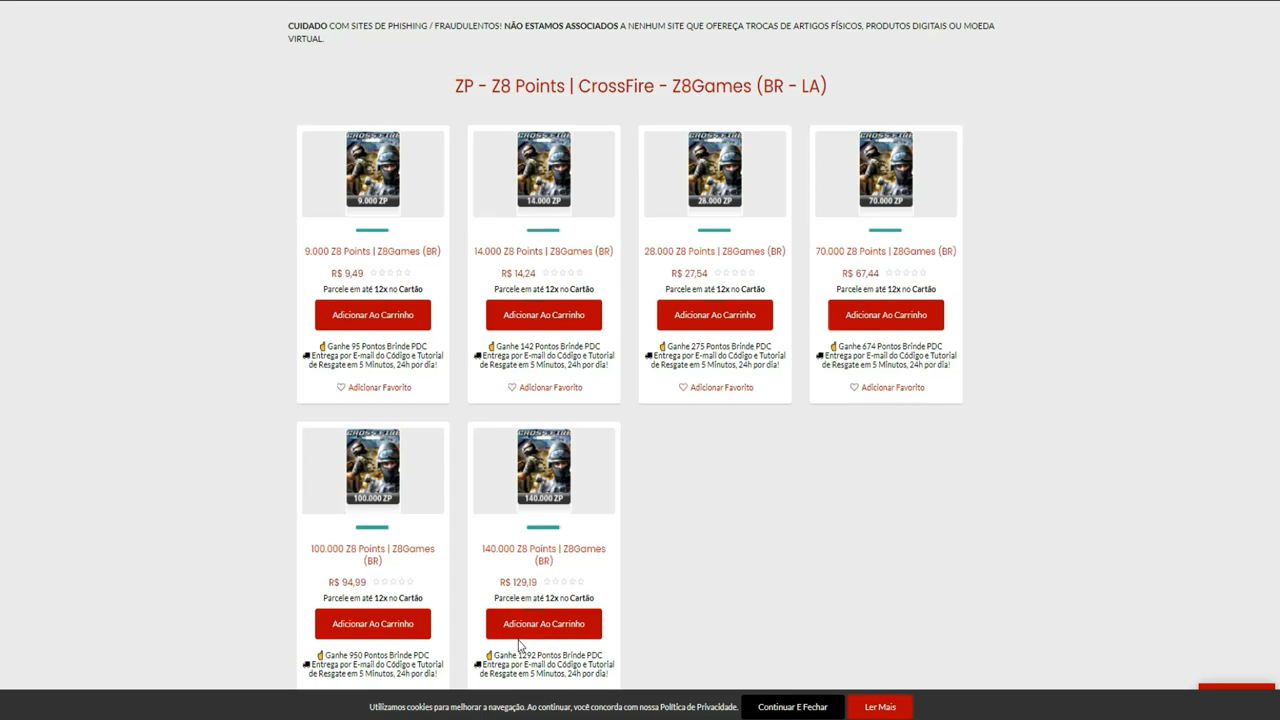 CUIDADO COM SITES DE PHISHING / FRAUDULENTOS! NÃO ESTAMOS ASSOCIADOS A NENHUM SITE QUE OFEREÇA TROCAS DE ARTIGOS FÍSICOS, PRODUTOS DIGITAIS OU MOEDA
VIRTUAL.
ZP - Z8 Points | CrossFire - Z8Games (BR - LA)
CROSSFIRE
9.000 ZP
9.000 Z8 Points | Z8Games (BR)
R$ 9,49
Parcele em até 12x no Cartão
Adicionar Ao Carrinho
Ganhe 95 Pontos Brinde PDC
Entrega por E-mail do Código e Tutorial
de Resgate em 5 Minutos, 24h por dia!
Adicionar Favorito
CROSSFIRE
14.000 ZP
14.000 Z8 Points | Z8Games (BR)
R$ 14,24
Parcele em até 12x no Cartão
Adicionar Ao Carrinho
Ganhe 142 Pontos Brinde PDC
Entrega por E-mail do Código e Tutorial
de Resgate em 5 Minutos, 24h por dia!
Adicionar Favorito
CROSSFIRE
28.000 ZP
28.000 Z8 Points | Z8Games (BR)
R$ 27,54
Parcele em até 12x no Cartão
Adicionar Ao Carrinho
Ganhe 275 Pontos Brinde PDC
Entrega por E-mail do Código e Tutorial
de Resgate em 5 Minutos, 24h por dia!
Adicionar Favorito
CROSSFIRE
70.000 ZP
70.000 Z8 Points | Z8Games (BR)
R$ 67,44
Parcele em até 12x no Cartão
Adicionar Ao Carrinho
Ganhe 674 Pontos Brinde PDC
Entrega por E-mail do Código e Tutorial
de Resgate em 5 Minutos, 24h por dia!
Adicionar Favorito
CROSSFIRE
100.000 ZP
100.000 Z8 Points | Z8Games
(BR)
R$ 94,99
Parcele em até 12x no Cartão
Adicionar Ao Carrinho
Ganhe 950 Pontos Brinde PDC
Entrega por E-mail do Código e Tutorial
de Resgate em 5 Minutos, 24h por dia!
CROSSFIRE
140.000 ZP
140.000 Z8 Points | Z8Games
(BR)
R$ 129,19
Parcele em até 12x no Cartão
Adicionar Ao Carrinho
Ganhe 1292 Pontos Brinde PDC
Entrega por E-mail do Código e Tutorial
de Resgate em 5 Minutos, 24h por dia!
Utilizamos cookies para melhorar a navegação. Ao continuar, você concorda com nossa Política de Privacidade.
Continuar E Fechar
Ler Mais